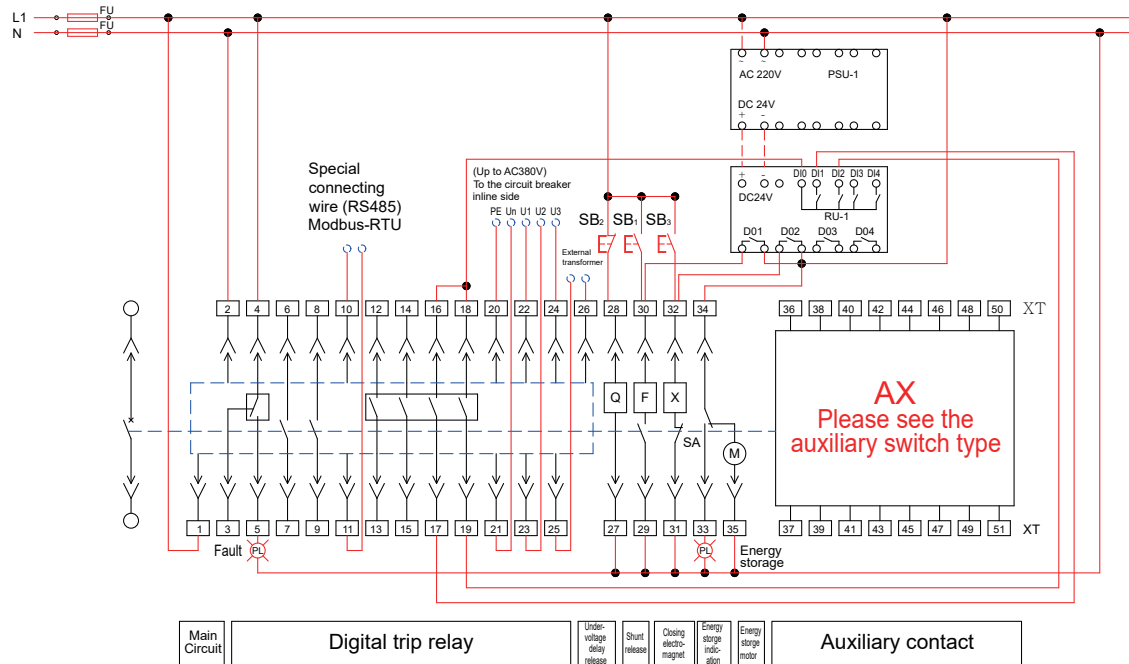 L1 FU
N FU
~ ~
AC 220V PSU-1
DC 24V
+ -
+ - DI0 DI1 DI2 DI3 DI4
DC24V
RU-1
D01 D02 D03 D04
Special
connecting
wire (RS485)
Modbus-RTU
(Up to AC380V)
To the circuit breaker
inline side
PE Un U1 U2 U3
External
transformer
SB2 SB1 SB3
2 4 6 8 10 12 14 16 18 20 22 24 26 28 30 32 34 36 38 40 42 44 46 48 50 XT
Q F X
SA
M
AX
Please see the
auxiliary switch type
1 3 5 7 9 11 13 15 17 19 21 23 25 27 29 31 33 35 37 39 41 43 45 47 49 51 XT
Fault PL
PL Energy
storage
Main
Circuit
Digital trip relay
Under-
voltage
delay
release
Shunt
release
Closing
electro-
magnet
Energy
storge
indic-
ation
Energy
storge
motor
Auxiliary contact